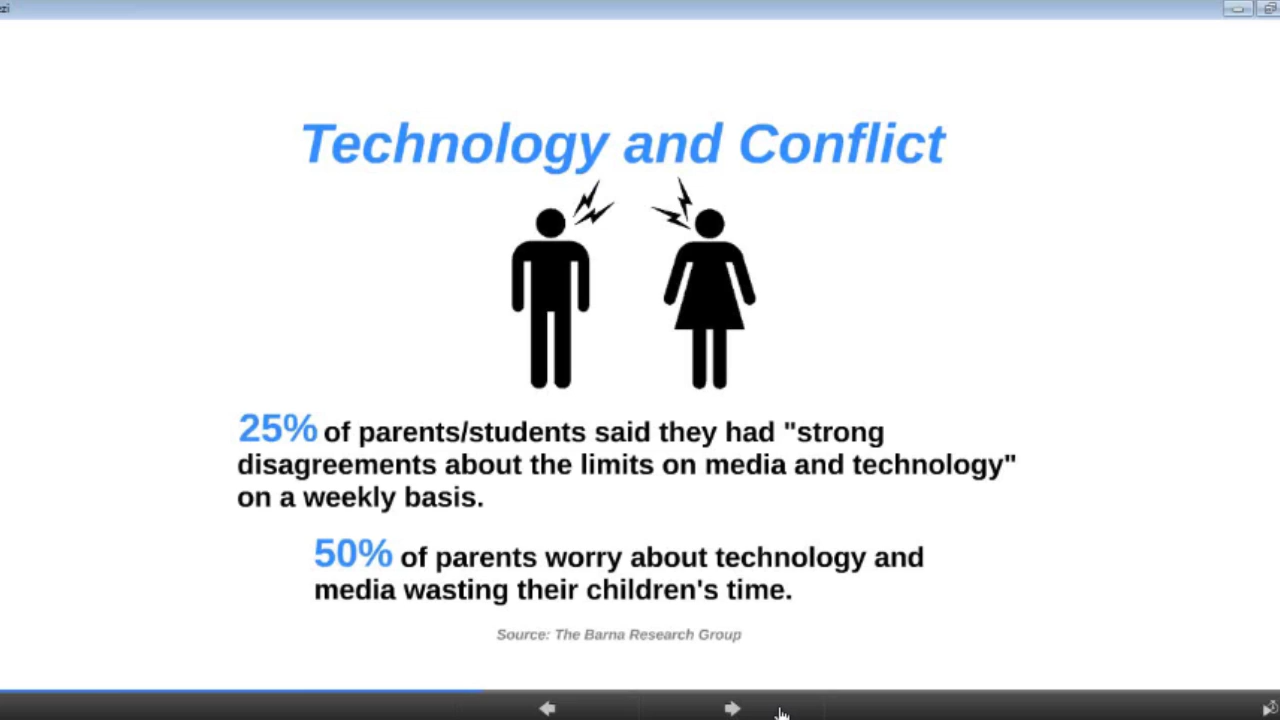 Technology and Conflict
25% of parents/students said they had "strong
disagreements about the limits on media and technology"
on a weekly basis.
50% of parents worry about technology and
media wasting their children's time.
Source: The Barna Research Group